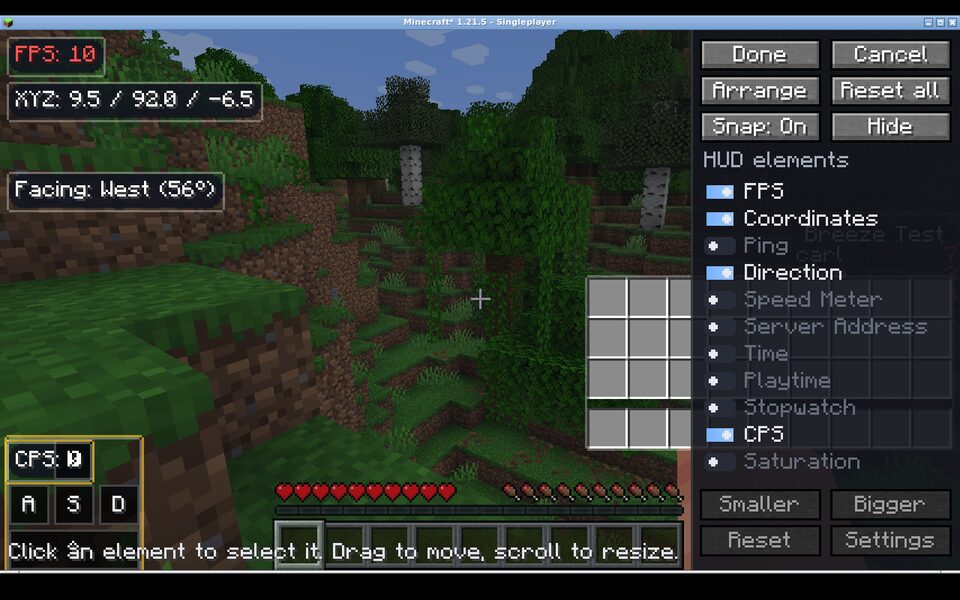 Minecraft* 1.21.5 - Singleplayer
FPS: 10
XYZ: 9.5 / 92.0 / -6.5
Facing: West (56°)
CPS: 0
A S D
Click an element to select it. Drag to move, scroll to resize.
Done Cancel
Arrange Reset all
Snap: On Hide
HUD elements
FPS
Coordinates
Ping
Direction
Speed Meter
Server Address
Time
Playtime
Stopwatch
CPS
Saturation
Smaller Bigger
Reset Settings
Breeze Test
carl